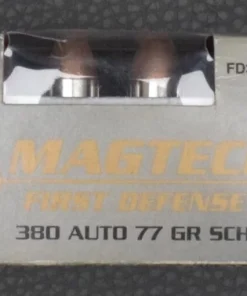 FD
MAGTECH
FIRST DEFENSE
380 AUTO 77 GR SCH